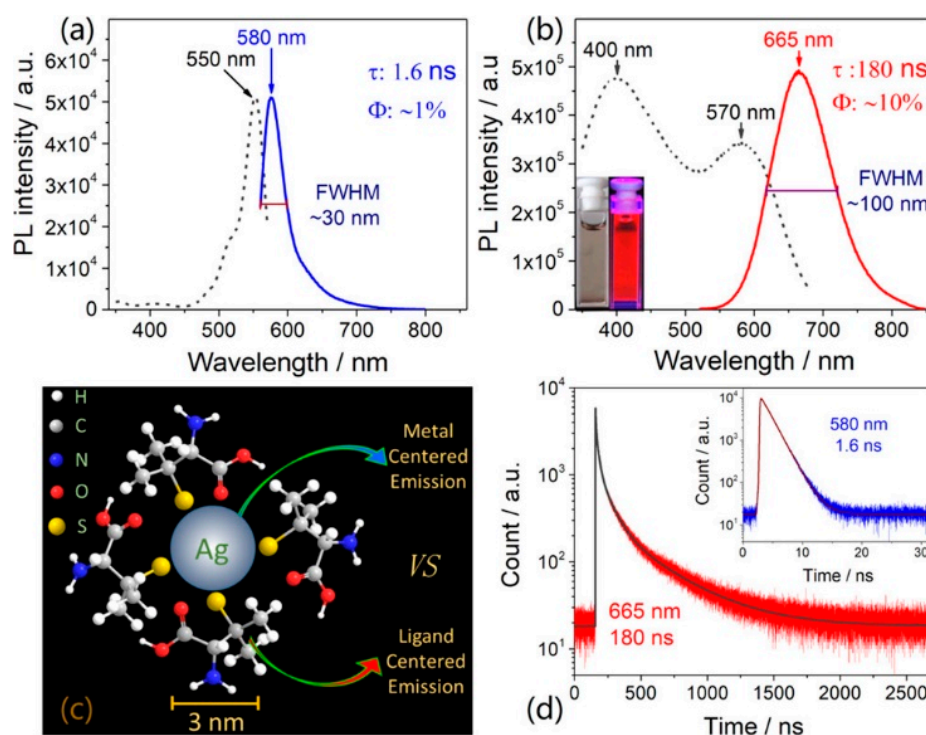 (a)
580 nm
550 nm
τ: 1.6 ns
Φ: ~1%
FWHM
~30 nm
PL intensity / a.u.
6x10⁴
5x10⁴
4x10⁴
3x10⁴
2x10⁴
1x10⁴
0
400 500 600 700 800
Wavelength / nm
(b)
665 nm
400 nm
570 nm
τ :180 ns
Φ: ~10%
FWHM
~100 nm
PL intensity / a.u.
5x10⁵
4x10⁵
3x10⁵
2x10⁵
1x10⁵
0
400 500 600 700 800
Wavelength / nm
H
C
N
O
S
Ag
Metal
Centered
Emission
VS
Ligand
Centered
Emission
(c)
3 nm
Count / a.u.
10⁴
10³
10²
10¹
665 nm
180 ns
0 500 1000 1500 2000 2500
Time / ns
(d)
580 nm
1.6 ns
Count / a.u.
10⁴
10³
10²
10¹
0 10 20 30
Time / ns